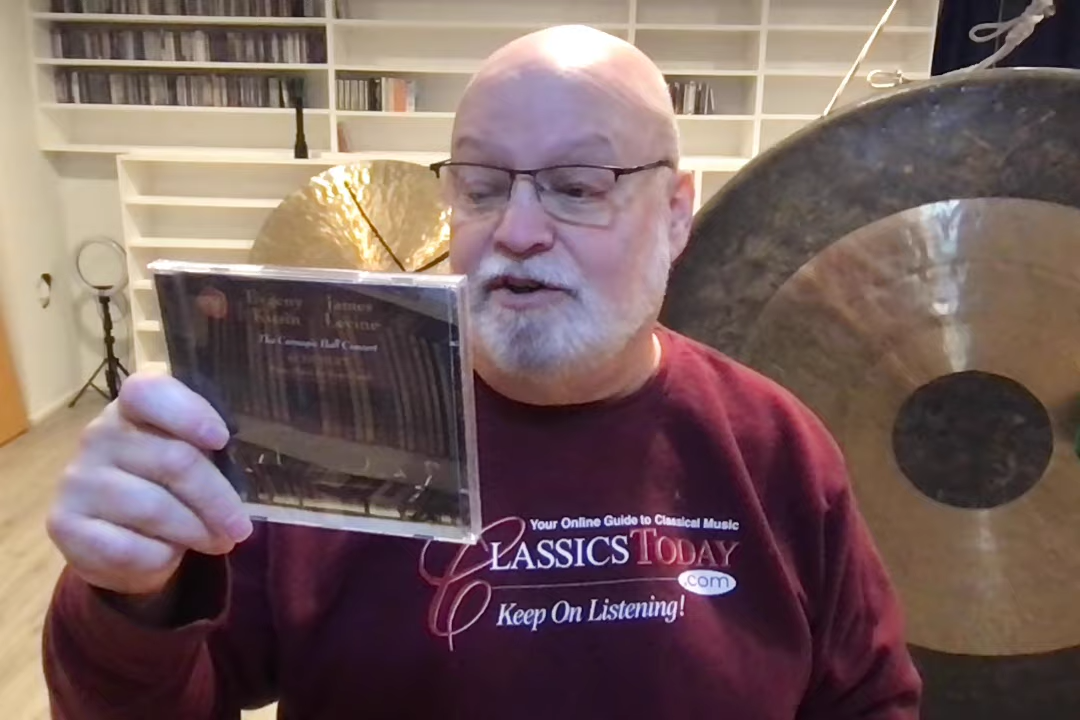 Evgeny James
Kissin Levine
The Carnegie Hall Concert
Your Online Guide to Classical Music
CLASSICSTODAY
.com
Keep On Listening!